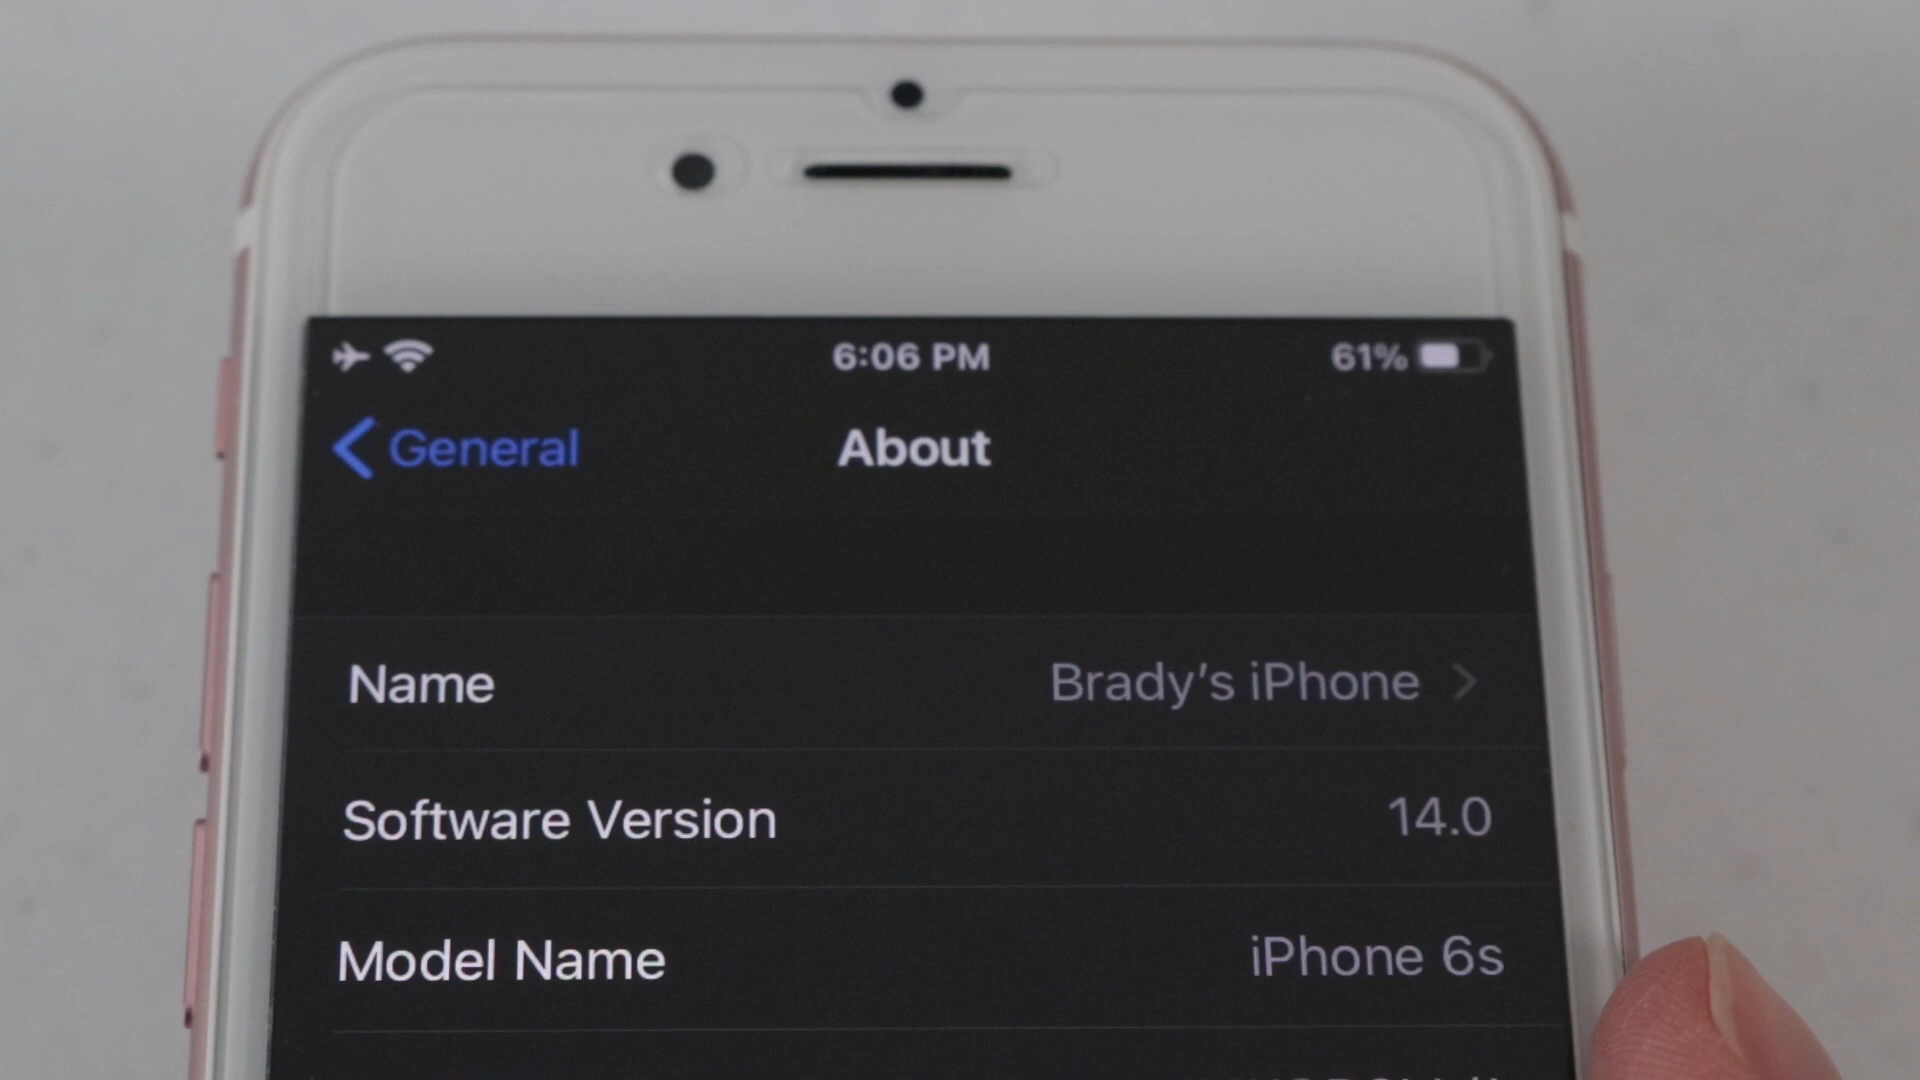 6:06 PM 61%
General About
Name Brady's iPhone
Software Version 14.0
Model Name iPhone 6s